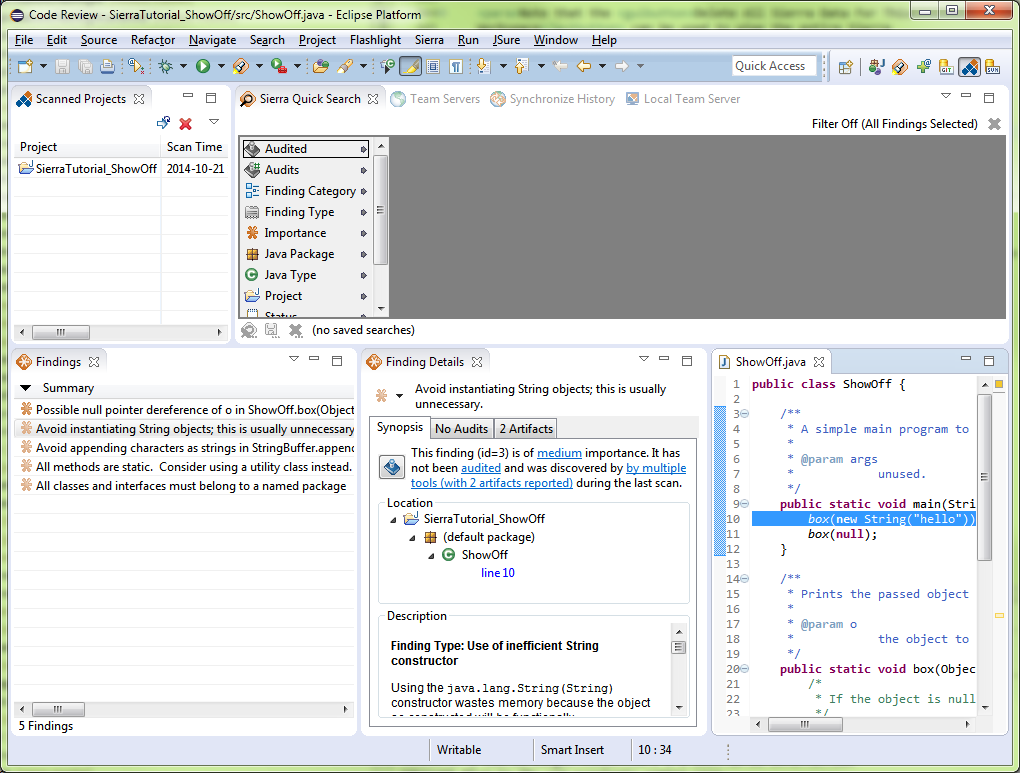 Code Review - SierraTutorial_ShowOff/src/ShowOff.java - Eclipse Platform
File Edit Source Refactor Navigate Search Project Flashlight Sierra Run JSure Window Help
Quick Access
GIT
SUN
Scanned Projects
Project Scan Time
SierraTutorial_ShowOff 2014-10-21
Sierra Quick Search Team Servers Synchronize History Local Team Server
Filter Off (All Findings Selected)
Audited
Audits
Finding Category
Finding Type
Importance
Java Package
Java Type
Project
Status
(no saved searches)
Findings
Summary
Possible null pointer dereference of o in ShowOff.box(Object
Avoid instantiating String objects; this is usually unnecessary
Avoid appending characters as strings in StringBuffer.append
All methods are static. Consider using a utility class instead.
All classes and interfaces must belong to a named package
5 Findings
Finding Details
Avoid instantiating String objects; this is usually
unnecessary.
Synopsis No Audits 2 Artifacts
This finding (id=3) is of medium importance. It has
not been audited and was discovered by by multiple
tools (with 2 artifacts reported) during the last scan.
Location
SierraTutorial_ShowOff
(default package)
ShowOff
line 10
Description
Finding Type: Use of inefficient String
constructor
Using the java.lang.String(String)
constructor wastes memory because the object
so constructed will be functionally
ShowOff.java
1 public class ShowOff {
2
3 /**
4 * A simple main program to
5 *
6 * @param args
7 * unused.
8 */
9 public static void main(Stri
10 box(new String("hello"))
11 box(null);
12 }
13
14 /**
15 * Prints the passed object
16 *
17 * @param o
18 * the object to
19 */
20 public static void box(Objec
21 /*
22 * If the object is null
23 */
Writable Smart Insert 10 : 34